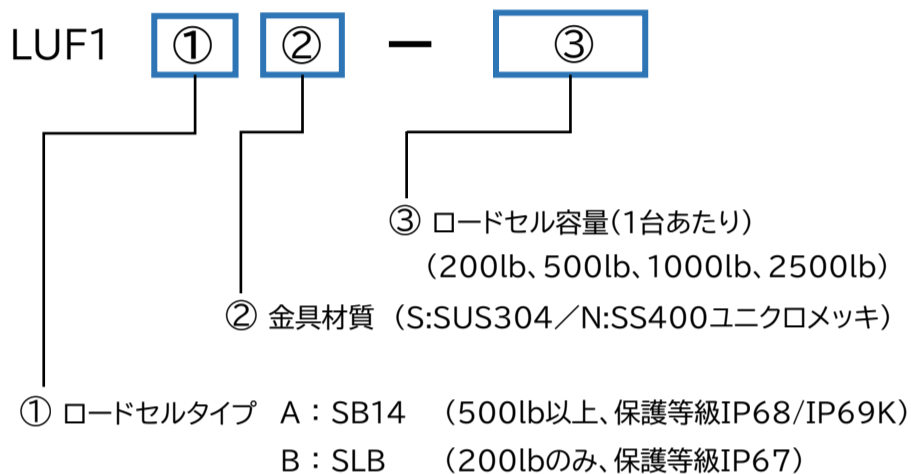 LUF1 ① ② ー ③
③ ロードセル容量(1台あたり)
(200lb、500lb、1000lb、2500lb)
② 金具材質 (S:SUS304/N:SS400ユニクロメッキ)
① ロードセルタイプ A:SB14 (500lb以上、保護等級IP68/IP69K)
B:SLB (200lbのみ、保護等級IP67)